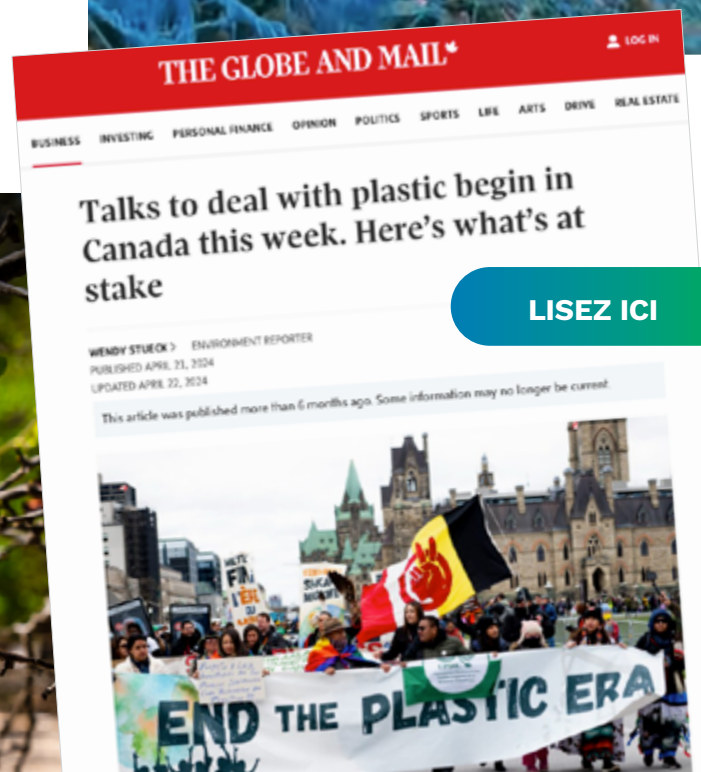 THE GLOBE AND MAIL
LOG IN
BUSINESS INVESTING PERSONAL FINANCE OPINION POLITICS SPORTS LIFE ARTS DRIVE REAL ESTATE
Talks to deal with plastic begin in
Canada this week. Here’s what’s at
stake
LISEZ ICI
WENDY STUECK > ENVIRONMENT REPORTER
PUBLISHED APRIL 21, 2024
UPDATED APRIL 22, 2024
This article was published more than 6 months ago. Some information may no longer be current.
FIN
END THE PLASTIC ERA